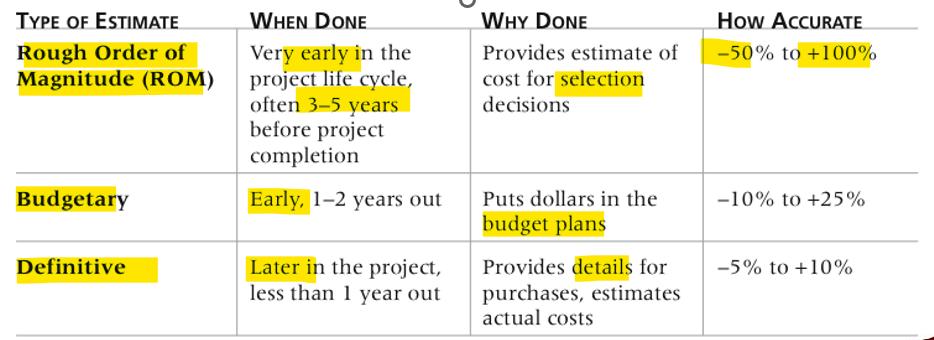 TYPE OF ESTIMATE WHEN DONE WHY DONE HOW ACCURATE
Rough Order of Magnitude (ROM)
Very early in the
project life cycle,
often 3–5 years
before project
completion
Provides estimate of
cost for selection
decisions
–50% to +100%
Budgetary
Early, 1–2 years out
Puts dollars in the
budget plans
–10% to +25%
Definitive
Later in the project,
less than 1 year out
Provides details for
purchases, estimates
actual costs
–5% to +10%